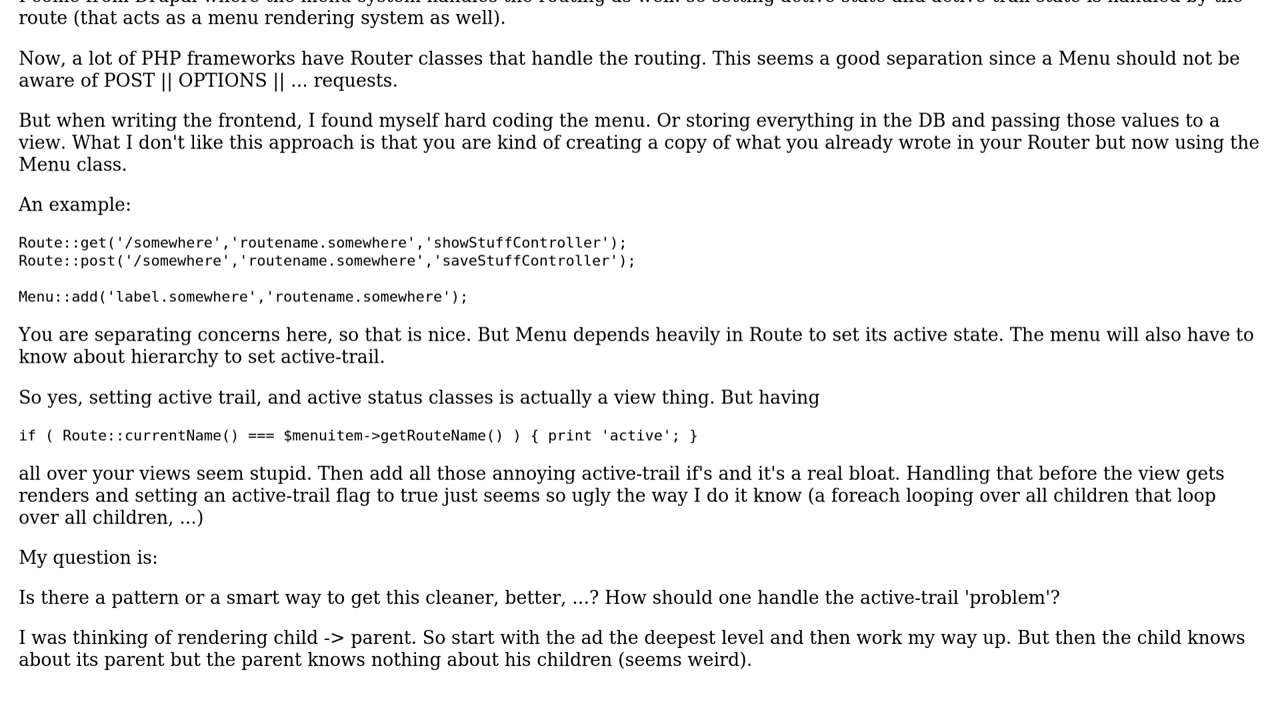 route (that acts as a menu rendering system as well).
Now, a lot of PHP frameworks have Router classes that handle the routing. This seems a good separation since a Menu should not be
aware of POST || OPTIONS || ... requests.
But when writing the frontend, I found myself hard coding the menu. Or storing everything in the DB and passing those values to a
view. What I don't like this approach is that you are kind of creating a copy of what you already wrote in your Router but now using the
Menu class.
An example:
Route::get('/somewhere','routename.somewhere','showStuffController');
Route::post('/somewhere','routename.somewhere','saveStuffController');
Menu::add('label.somewhere','routename.somewhere');
You are separating concerns here, so that is nice. But Menu depends heavily in Route to set its active state. The menu will also have to
know about hierarchy to set active-trail.
So yes, setting active trail, and active status classes is actually a view thing. But having
if ( Route::currentName() === $menuitem->getRouteName() ) { print 'active'; }
all over your views seem stupid. Then add all those annoying active-trail if's and it's a real bloat. Handling that before the view gets
renders and setting an active-trail flag to true just seems so ugly the way I do it know (a foreach looping over all children that loop
over all children, ...)
My question is:
Is there a pattern or a smart way to get this cleaner, better, ...? How should one handle the active-trail 'problem'?
I was thinking of rendering child -> parent. So start with the ad the deepest level and then work my way up. But then the child knows
about its parent but the parent knows nothing about his children (seems weird).